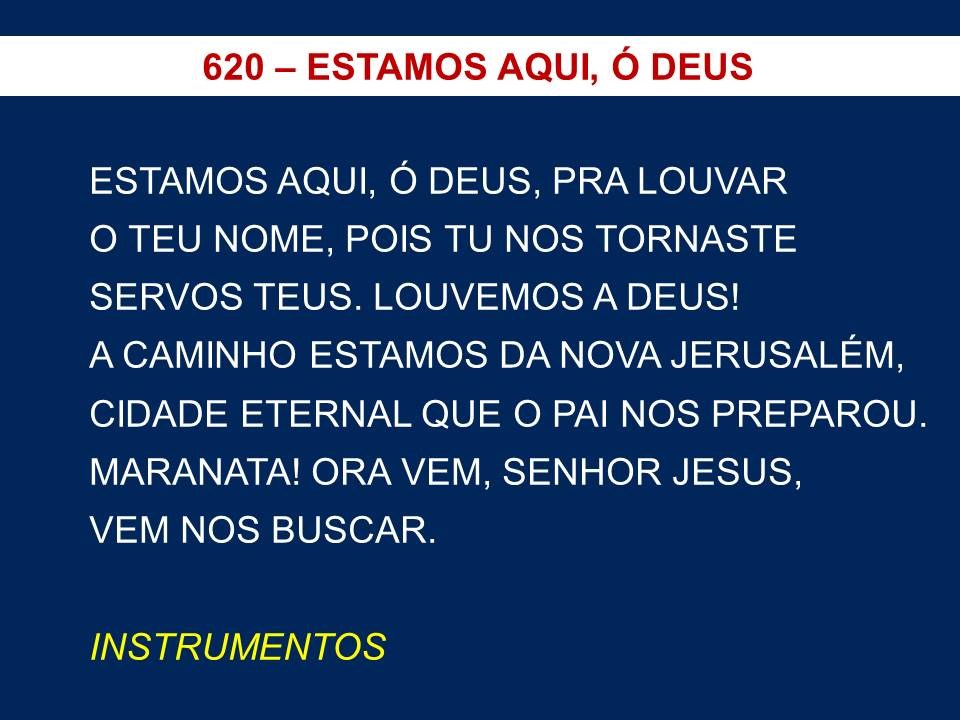 620 – ESTAMOS AQUI, Ó DEUS
ESTAMOS AQUI, Ó DEUS, PRA LOUVAR
O TEU NOME, POIS TU NOS TORNASTE
SERVOS TEUS. LOUVEMOS A DEUS!
A CAMINHO ESTAMOS DA NOVA JERUSALÉM,
CIDADE ETERNAL QUE O PAI NOS PREPAROU.
MARANATA! ORA VEM, SENHOR JESUS,
VEM NOS BUSCAR.
INSTRUMENTOS